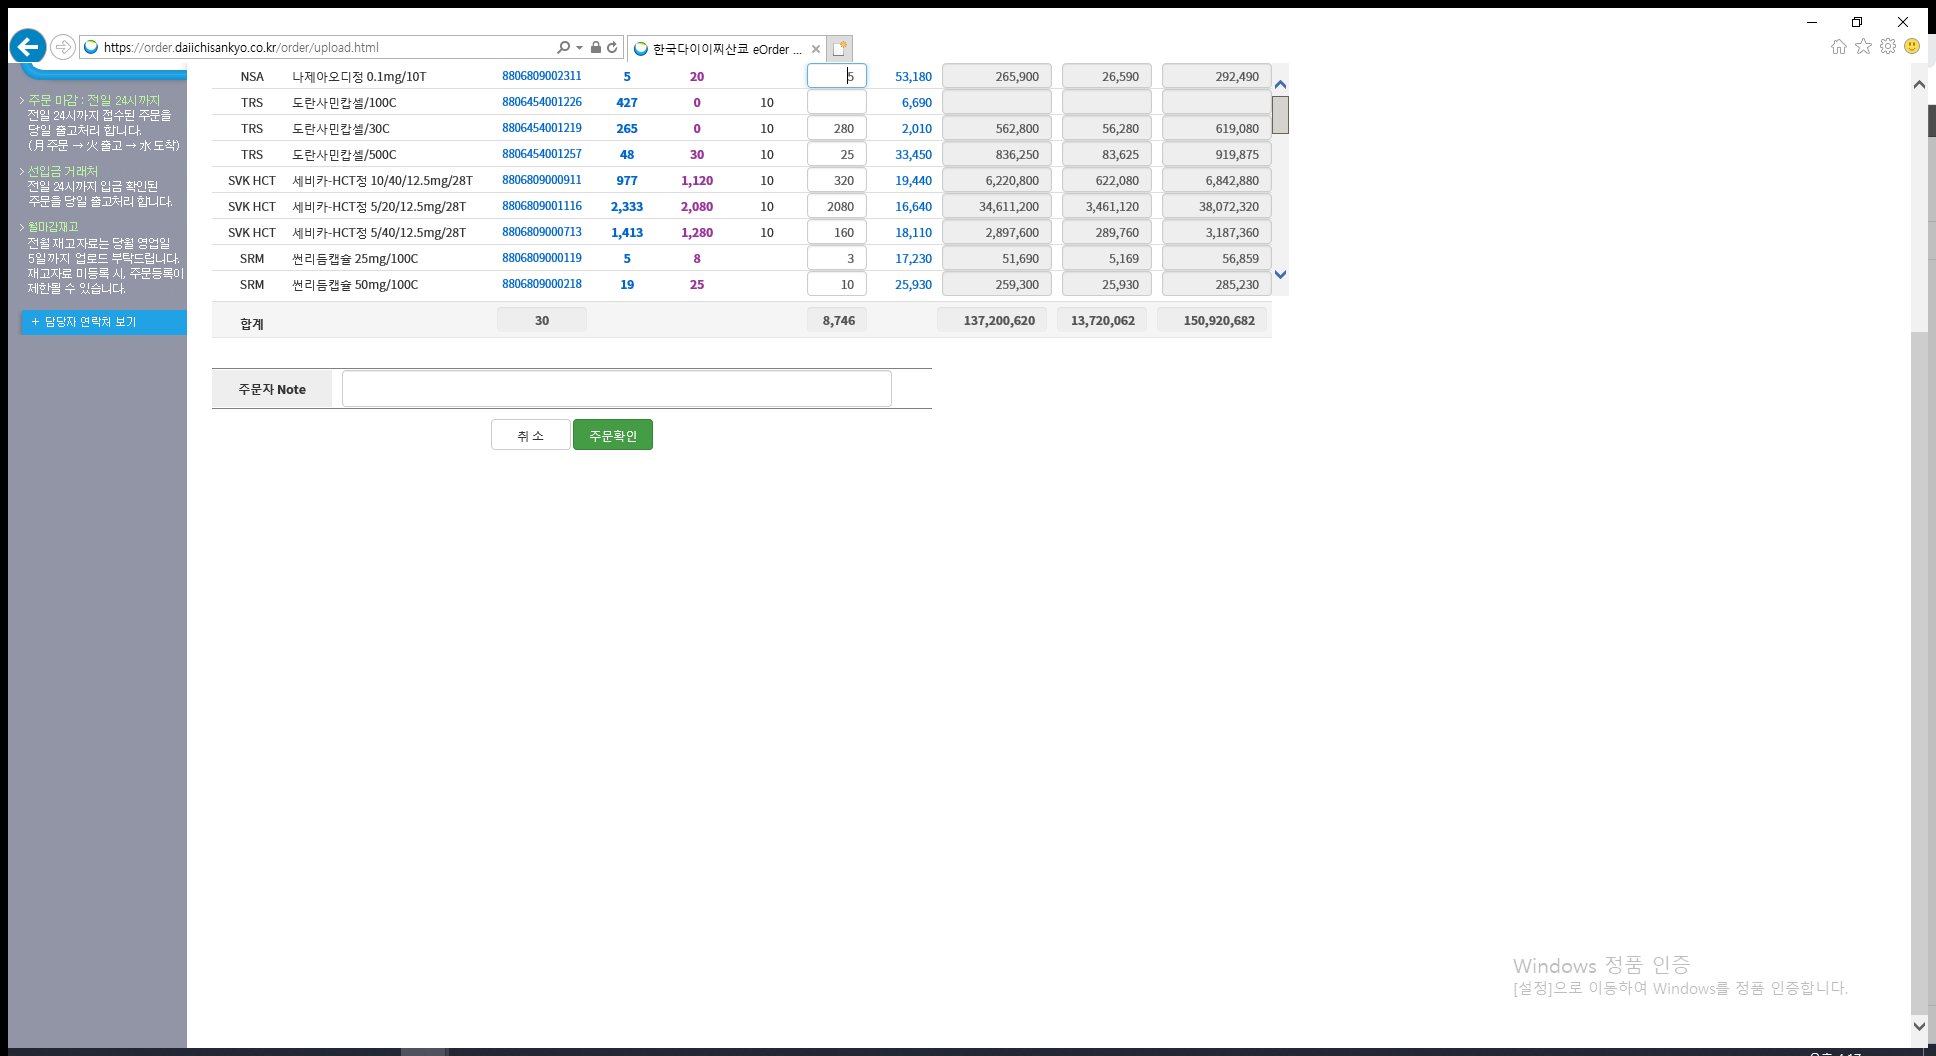 https://order.daiichisankyo.co.kr/order/upload.html
한국다이이찌산쿄 eOrder ...
주문 마감 : 전일 24시까지
전일 24시까지 접수된 주문을
당일 출고처리 합니다.
(月주문 → 火출고 → 水도착)
선입금 거래처
전일 24시까지 입금 확인된
주문을 당일 출고처리 합니다.
월마감재고
전월 재고자료는 당월 영업일
5일까지 업로드 부탁드립니다.
재고자료 미등록 시, 주문등록이
제한될 수 있습니다.
+ 담당자 연락처 보기
NSA 나제아오디정 0.1mg/10T 8806809002311 5 20 5 53,180 265,900 26,590 292,490
TRS 도란사민캅셀/100C 8806454001226 427 0 10 6,690
TRS 도란사민캅셀/30C 8806454001219 265 0 10 280 2,010 562,800 56,280 619,080
TRS 도란사민캅셀/500C 8806454001257 48 30 10 25 33,450 836,250 83,625 919,875
SVK HCT 세비카-HCT정 10/40/12.5mg/28T 8806809000911 977 1,120 10 320 19,440 6,220,800 622,080 6,842,880
SVK HCT 세비카-HCT정 5/20/12.5mg/28T 8806809001116 2,333 2,080 10 2080 16,640 34,611,200 3,461,120 38,072,320
SVK HCT 세비카-HCT정 5/40/12.5mg/28T 8806809000713 1,413 1,280 10 160 18,110 2,897,600 289,760 3,187,360
SRM 썬리듬캡슐 25mg/100C 8806809000119 5 8 3 17,230 51,690 5,169 56,859
SRM 썬리듬캡슐 50mg/100C 8806809000218 19 25 10 25,930 259,300 25,930 285,230
합계 30 8,746 137,200,620 13,720,062 150,920,682
주문자 Note
취 소 주문확인
Windows 정품 인증
[설정]으로 이동하여 Windows를 정품 인증합니다.